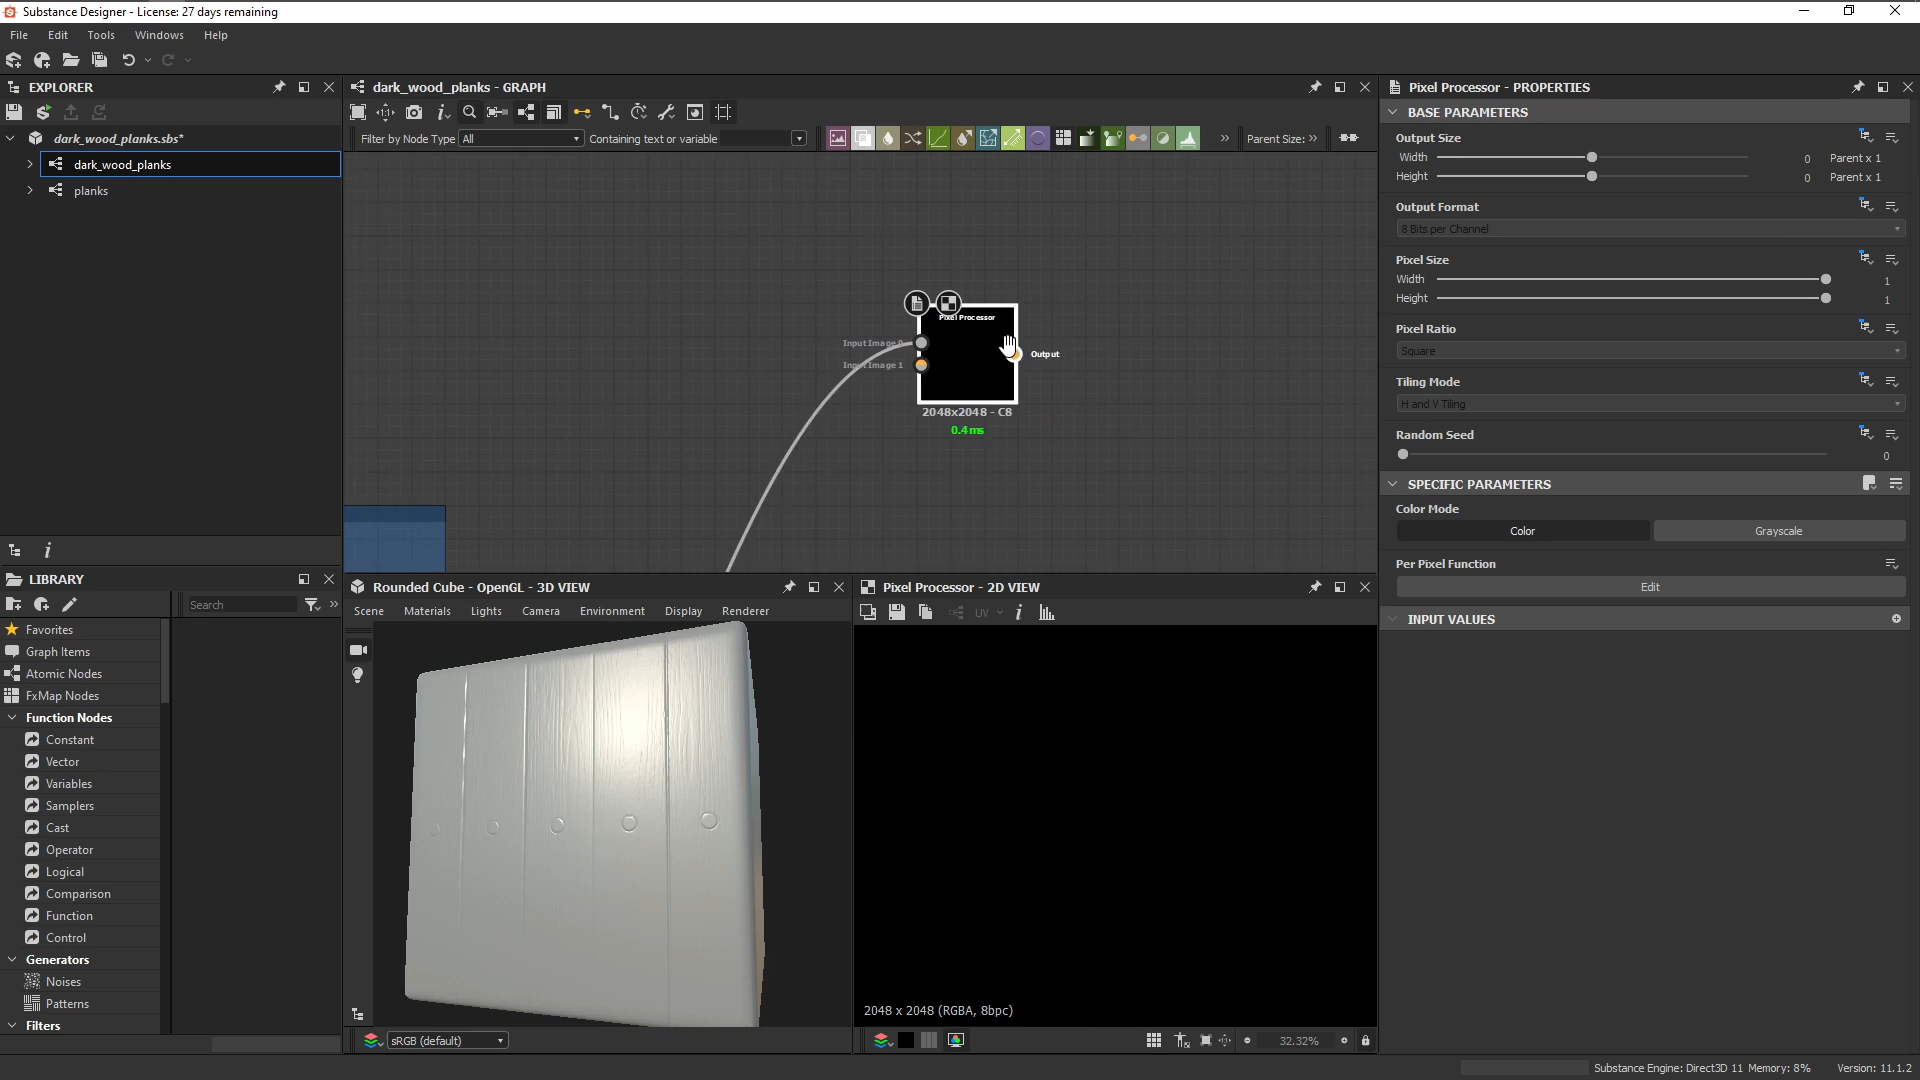 Substance Designer - License: 27 days remaining
File Edit Tools Windows Help
EXPLORER
dark_wood_planks.sbs*
dark_wood_planks
planks
LIBRARY
Search
Favorites
Graph Items
Atomic Nodes
FxMap Nodes
Function Nodes
Constant
Vector
Variables
Samplers
Cast
Operator
Logical
Comparison
Function
Control
Generators
Noises
Patterns
Filters
dark_wood_planks - GRAPH
Filter by Node Type All Containing text or variable
Parent Size:
Pixel Processor
Input Image 0
Input Image 1
Output
2048x2048 - C8
0.4ms
Rounded Cube - OpenGL - 3D VIEW
Scene Materials Lights Camera Environment Display Renderer
sRGB (default)
Pixel Processor - 2D VIEW
UV
2048 x 2048 (RGBA, 8bpc)
32.32%
Pixel Processor - PROPERTIES
BASE PARAMETERS
Output Size
Width 0 Parent x 1
Height 0 Parent x 1
Output Format
8 Bits per Channel
Pixel Size
Width 1
Height 1
Pixel Ratio
Square
Tiling Mode
H and V Tiling
Random Seed
0
SPECIFIC PARAMETERS
Color Mode
Color Grayscale
Per Pixel Function
Edit
INPUT VALUES
Substance Engine: Direct3D 11 Memory: 8% Version: 11.1.2